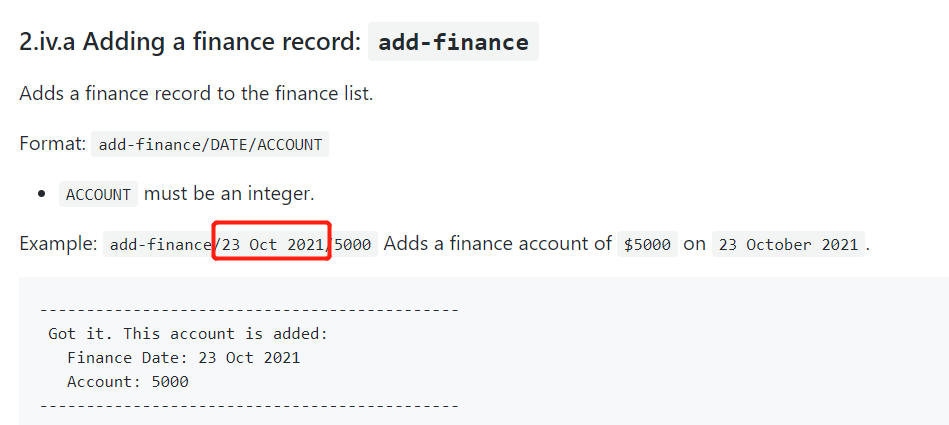 2.iv.a Adding a finance record: add-finance
Adds a finance record to the finance list.
Format: add-finance/DATE/ACCOUNT
• ACCOUNT must be an integer.
Example: add-finance/23 Oct 2021/5000 Adds a finance account of $5000 on 23 October 2021.
---------------------------------------------
Got it. This account is added:
Finance Date: 23 Oct 2021
Account: 5000
---------------------------------------------